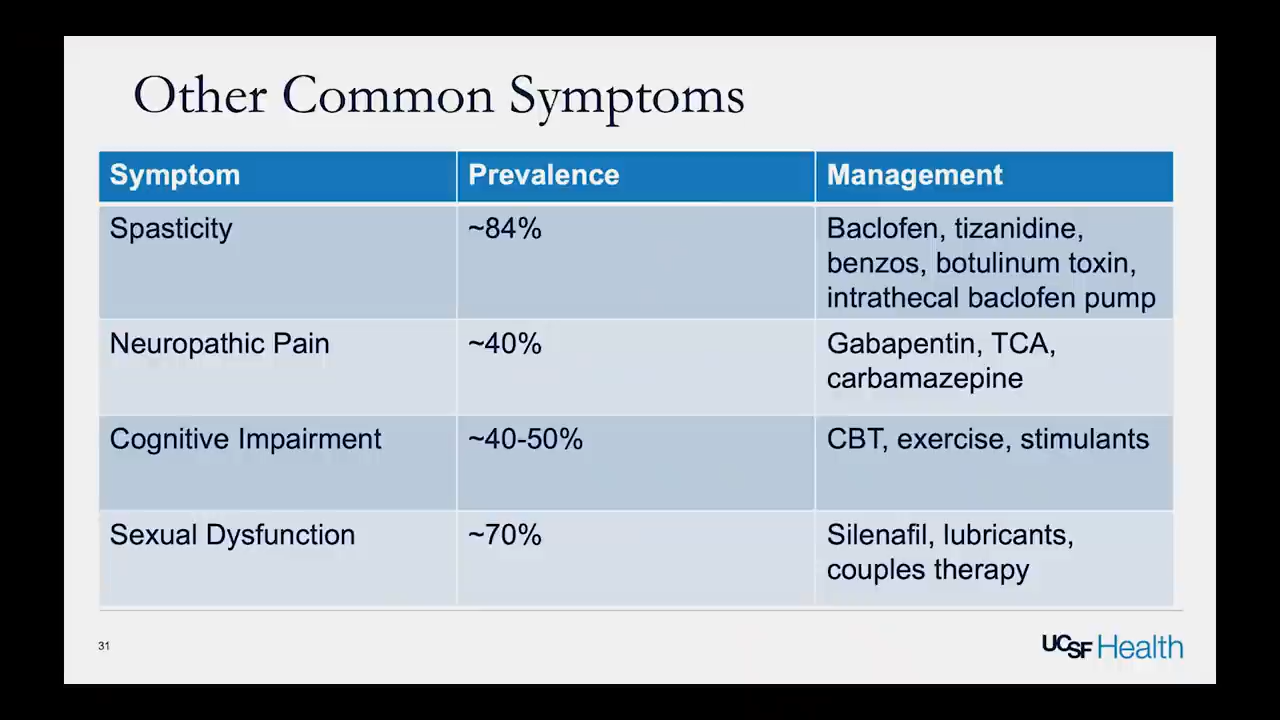 Other Common Symptoms
Symptom
Prevalence
Management
Spasticity
~84%
Baclofen, tizanidine,
benzos, botulinum toxin,
intrathecal baclofen pump
Neuropathic Pain
~40%
Gabapentin, TCA,
carbamazepine
Cognitive Impairment
~40-50%
CBT, exercise, stimulants
Sexual Dysfunction
~70%
Silenafil, lubricants,
couples therapy
31
UCSF Health